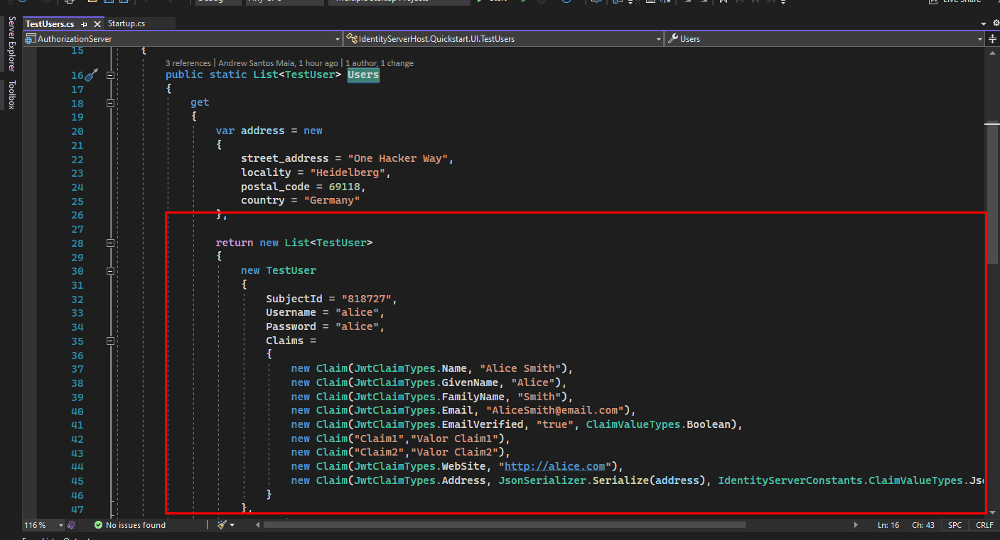 Live Share
TestUsers.cs
Startup.cs
Server Explorer
Toolbox
AuthorizationServer
IdentityServerHost.Quickstart.UI.TestUsers
Users
15 {
3 references | Andrew Santos Maia, 1 hour ago | 1 author, 1 change
16 public static List<TestUser> Users
17 {
18 get
19 {
20 var address = new
21 {
22 street_address = "One Hacker Way",
23 locality = "Heidelberg",
24 postal_code = 69118,
25 country = "Germany"
26 };
27
28 return new List<TestUser>
29 {
30 new TestUser
31 {
32 SubjectId = "818727",
33 Username = "alice",
34 Password = "alice",
35 Claims =
36 {
37 new Claim(JwtClaimTypes.Name, "Alice Smith"),
38 new Claim(JwtClaimTypes.GivenName, "Alice"),
39 new Claim(JwtClaimTypes.FamilyName, "Smith"),
40 new Claim(JwtClaimTypes.Email, "AliceSmith@email.com"),
41 new Claim(JwtClaimTypes.EmailVerified, "true", ClaimValueTypes.Boolean),
42 new Claim("Claim1","Valor Claim1"),
43 new Claim("Claim2","Valor Claim2"),
44 new Claim(JwtClaimTypes.WebSite, "http://alice.com"),
45 new Claim(JwtClaimTypes.Address, JsonSerializer.Serialize(address), IdentityServerConstants.ClaimValueTypes.Js
46 }
47 },
116 %
No issues found
Ln: 16 Ch: 43 SPC CRLF